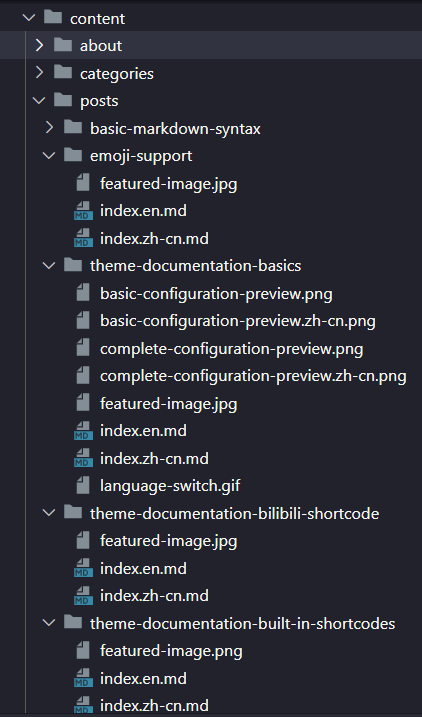 content
about
categories
posts
basic-markdown-syntax
emoji-support
featured-image.jpg
MD index.en.md
MD index.zh-cn.md
theme-documentation-basics
basic-configuration-preview.png
basic-configuration-preview.zh-cn.png
complete-configuration-preview.png
complete-configuration-preview.zh-cn.png
featured-image.jpg
MD index.en.md
MD index.zh-cn.md
language-switch.gif
theme-documentation-bilibili-shortcode
featured-image.jpg
MD index.en.md
MD index.zh-cn.md
theme-documentation-built-in-shortcodes
featured-image.png
MD index.en.md
MD index.zh-cn.md